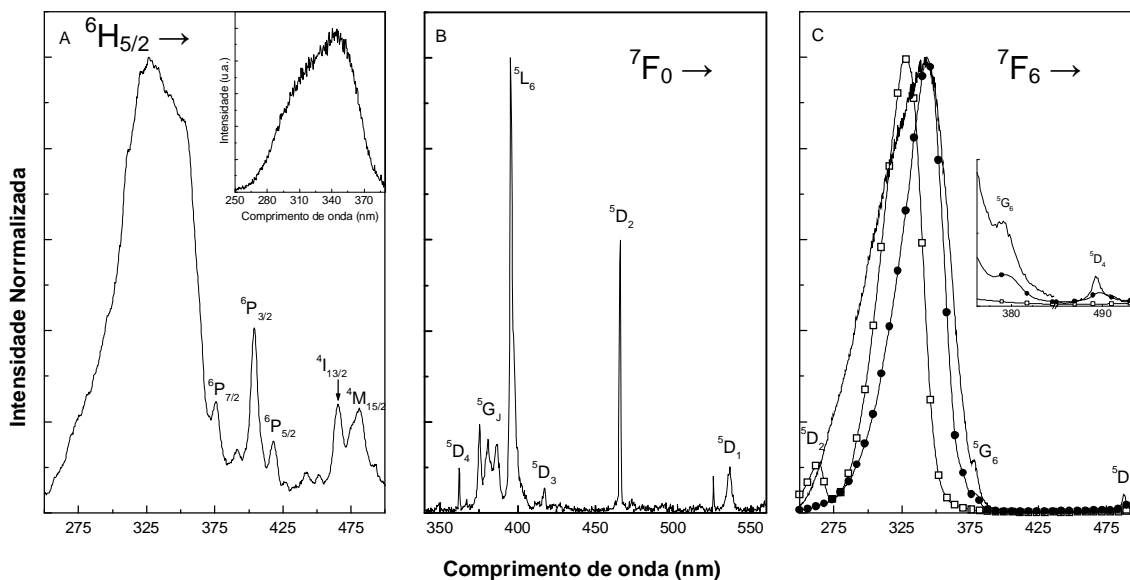 Intensidade Norrmalizada
A
⁶H₅/₂ →
Intensidade (u.a.)
250 280 310 340 370
Comprimento de onda (nm)
⁶P₇/₂
⁶P₃/₂
⁶P₅/₂
⁴I₁₃/₂
⁴M₁₅/₂
275 325 375 425 475
B
⁷F₀ →
⁵D₄
⁵G_J
⁵L₆
⁵D₃
⁵D₂
⁵D₁
350 400 450 500 550
C
⁷F₆ →
⁵G₆
⁵D₄
380 490
⁵D₂
⁵G₆
⁵D
275 325 375 425 475
Comprimento de onda (nm)